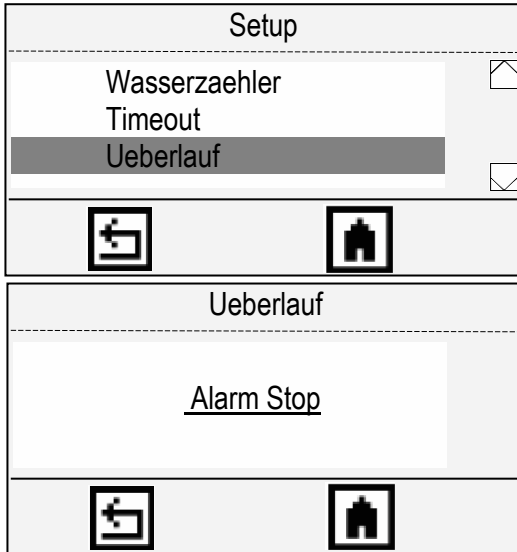 Setup
Wasserzaehler
Timeout
Ueberlauf
Ueberlauf
Alarm Stop